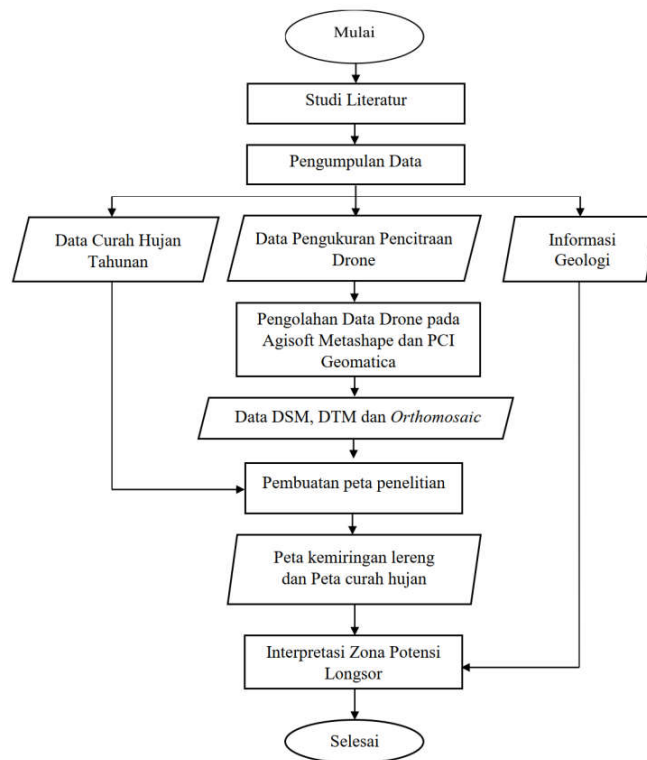 Mulai
Studi Literatur
Pengumpulan Data
Data Curah Hujan
Tahunan
Data Pengukuran Pencitraan
Drone
Informasi
Geologi
Pengolahan Data Drone pada
Agisoft Metashape dan PCI
Geomatica
Data DSM, DTM dan Orthomosaic
Pembuatan peta penelitian
Peta kemiringan lereng
dan Peta curah hujan
Interpretasi Zona Potensi
Longsor
Selesai